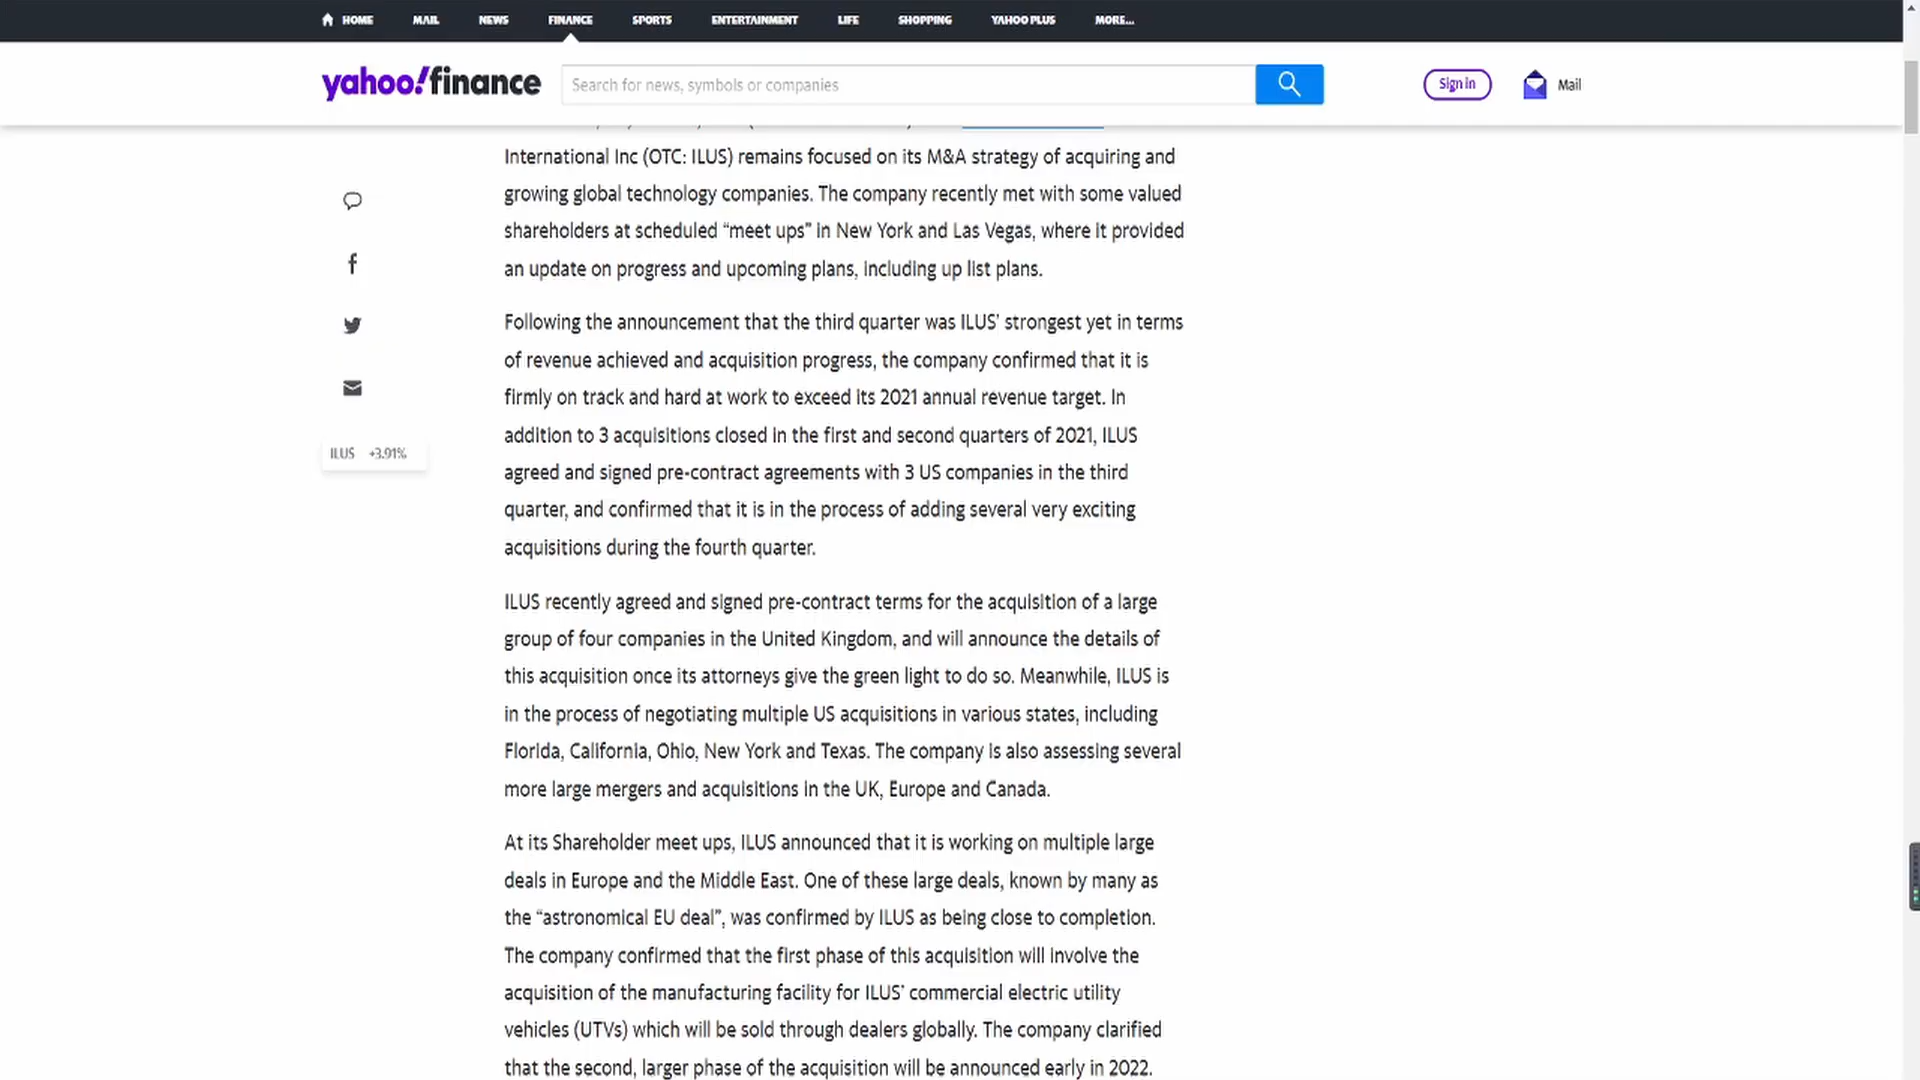 HOME MAIL NEWS FINANCE SPORTS ENTERTAINMENT LIFE SHOPPING YAHOO PLUS MORE...
yahoo!finance
Search for news, symbols or companies
Sign in
Mail
International Inc (OTC: ILUS) remains focused on its M&A strategy of acquiring and
growing global technology companies. The company recently met with some valued
shareholders at scheduled “meet ups” in New York and Las Vegas, where it provided
an update on progress and upcoming plans, including up list plans.
Following the announcement that the third quarter was ILUS’ strongest yet in terms
of revenue achieved and acquisition progress, the company confirmed that it is
firmly on track and hard at work to exceed its 2021 annual revenue target. In
addition to 3 acquisitions closed in the first and second quarters of 2021, ILUS
agreed and signed pre-contract agreements with 3 US companies in the third
quarter, and confirmed that it is in the process of adding several very exciting
acquisitions during the fourth quarter.
ILUS +3.91%
ILUS recently agreed and signed pre-contract terms for the acquisition of a large
group of four companies in the United Kingdom, and will announce the details of
this acquisition once its attorneys give the green light to do so. Meanwhile, ILUS is
in the process of negotiating multiple US acquisitions in various states, including
Florida, California, Ohio, New York and Texas. The company is also assessing several
more large mergers and acquisitions in the UK, Europe and Canada.
At its Shareholder meet ups, ILUS announced that it is working on multiple large
deals in Europe and the Middle East. One of these large deals, known by many as
the “astronomical EU deal”, was confirmed by ILUS as being close to completion.
The company confirmed that the first phase of this acquisition will involve the
acquisition of the manufacturing facility for ILUS’ commercial electric utility
vehicles (UTVs) which will be sold through dealers globally. The company clarified
that the second, larger phase of the acquisition will be announced early in 2022.